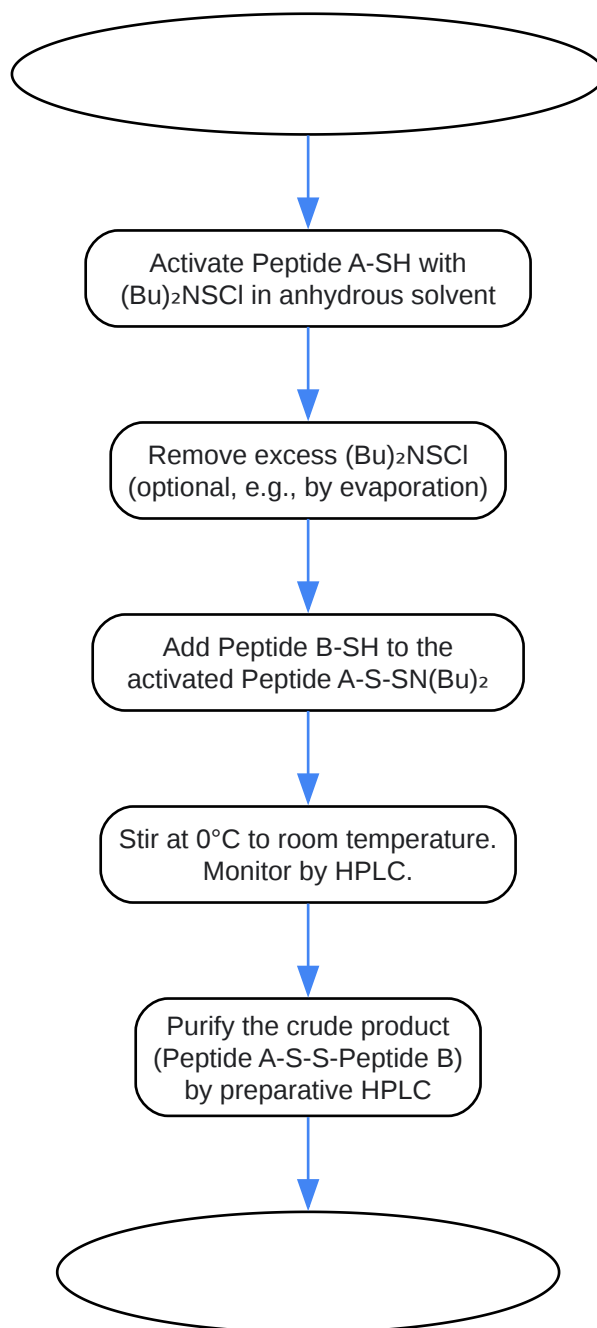 Activate Peptide A-SH with
(Bu)₂NSCl in anhydrous solvent
Remove excess (Bu)₂NSCl
(optional, e.g., by evaporation)
Add Peptide B-SH to the
activated Peptide A-S-SN(Bu)₂
Stir at 0°C to room temperature.
Monitor by HPLC.
Purify the crude product
(Peptide A-S-S-Peptide B)
by preparative HPLC